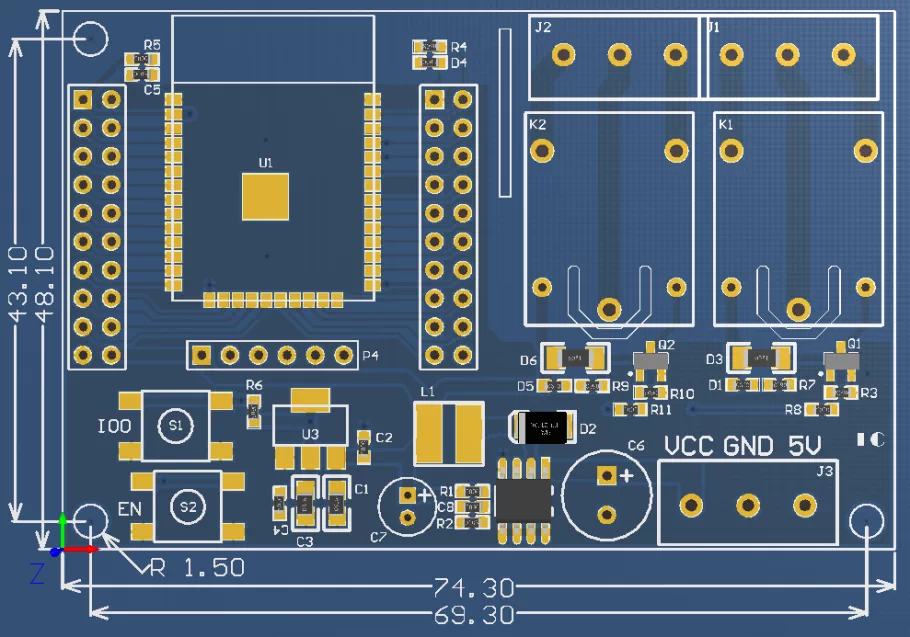 J2
J1
R5
R4
D4
C5
K2
K1
U1
43.10
48.10
P4
D6
Q2
D3
Q1
D5
R9
D1
R7
R6
R10
R3
R11
R8
L1
IOO
S1
U3
C2
D2
C6
VCC GND 5V
J3
EN
S2
C1
R1
C8
R2
C4
C3
C7
Z
R 1.50
74.30
69.30